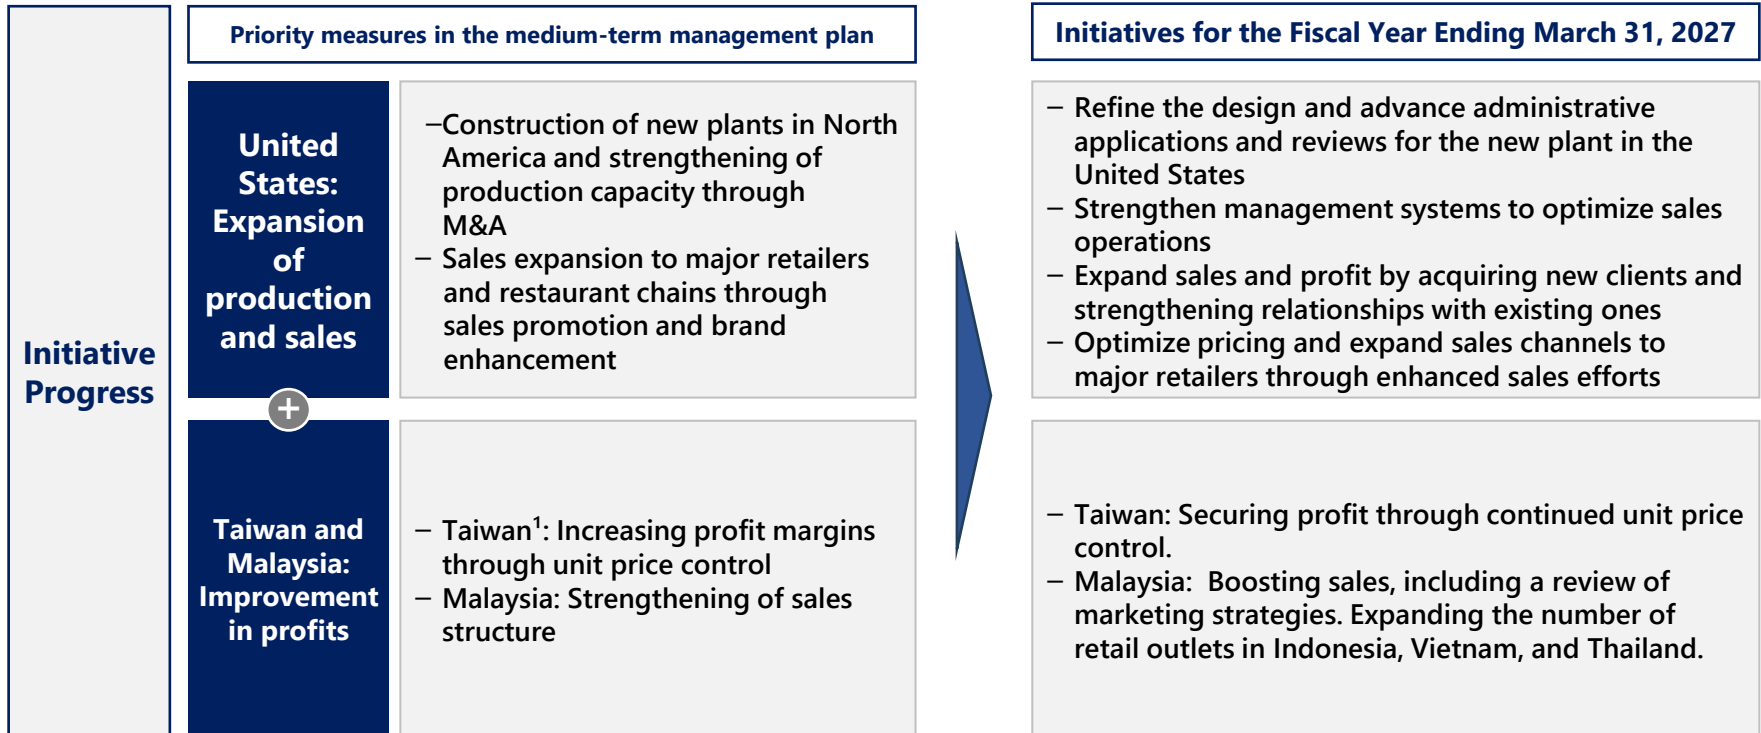 Initiative
Progress
Priority measures in the medium-term management plan
Initiatives for the Fiscal Year Ending March 31, 2027
United
States:
Expansion
of
production
and sales
–Construction of new plants in North
America and strengthening of
production capacity through
M&A
– Sales expansion to major retailers
and restaurant chains through
sales promotion and brand
enhancement
– Refine the design and advance administrative
applications and reviews for the new plant in the
United States
– Strengthen management systems to optimize sales
operations
– Expand sales and profit by acquiring new clients and
strengthening relationships with existing ones
– Optimize pricing and expand sales channels to
major retailers through enhanced sales efforts
+
Taiwan and
Malaysia:
Improvement
in profits
– Taiwan¹: Increasing profit margins
through unit price control
– Malaysia: Strengthening of sales
structure
– Taiwan: Securing profit through continued unit price
control.
– Malaysia:  Boosting sales, including a review of
marketing strategies. Expanding the number of
retail outlets in Indonesia, Vietnam, and Thailand.